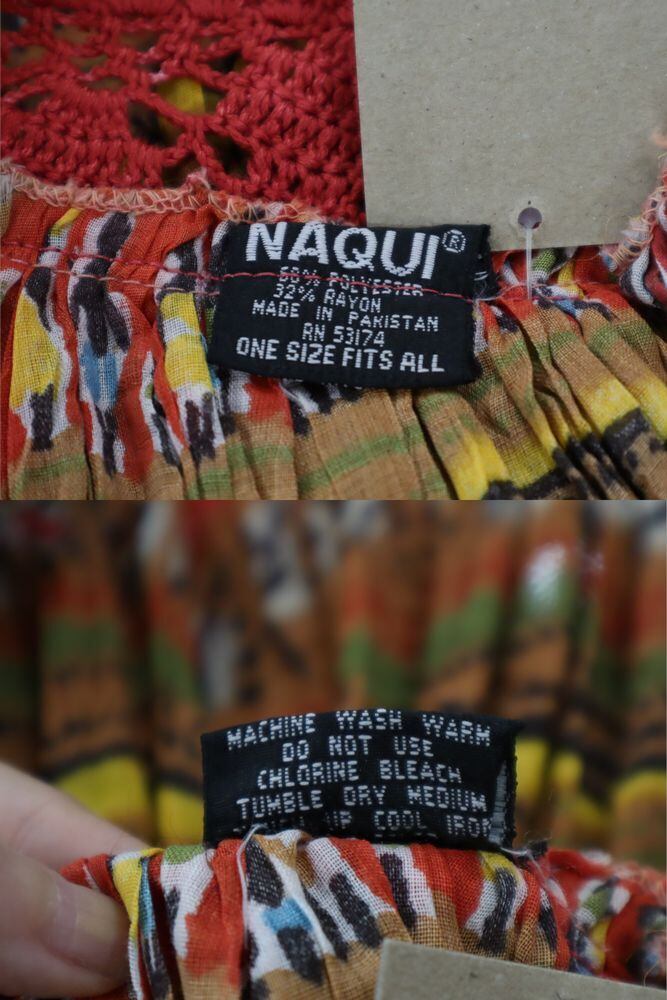 NAQUI®
POLYESTER
32% RAYON
MADE IN PAKISTAN
RN 53174
ONE SIZE FITS ALL
MACHINE WASH WARM
DO NOT USE
CHLORINE BLEACH
TUMBLE DRY MEDIUM
UP COOL IRON